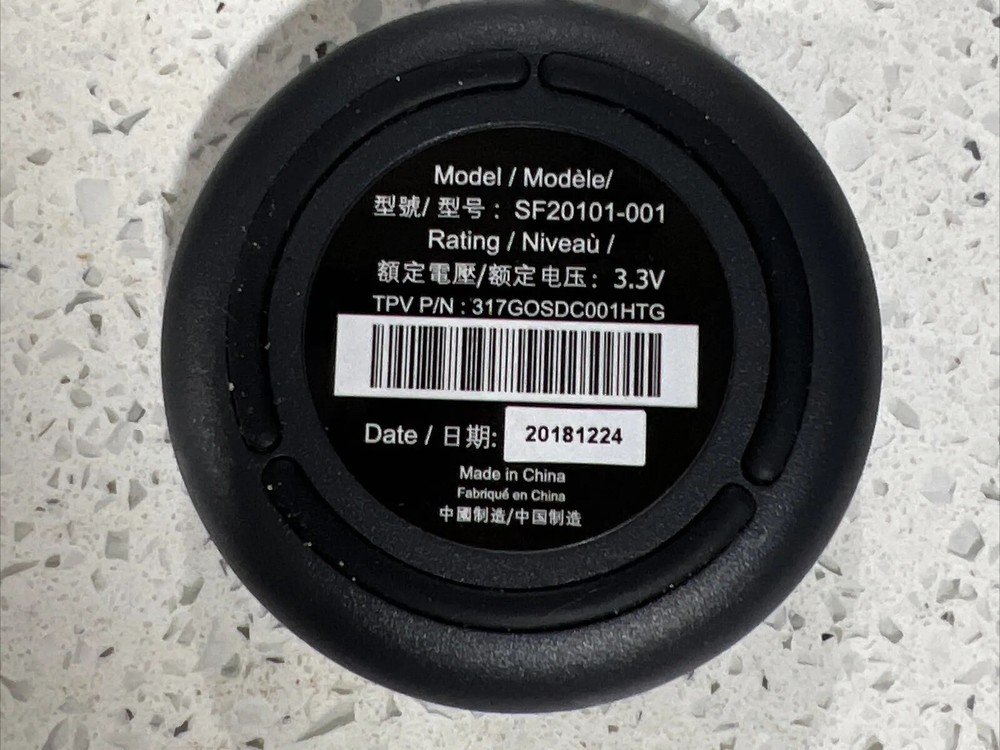 Model / Modèle/
型號/ 型号 : SF20101-001
Rating / Niveaù /
額定電壓/额定电压: 3.3V
TPV P/N : 317GOSDC001HTG
Date / 日期: 20181224
Made in China
Fabriqué en China
中國制造/中国制造